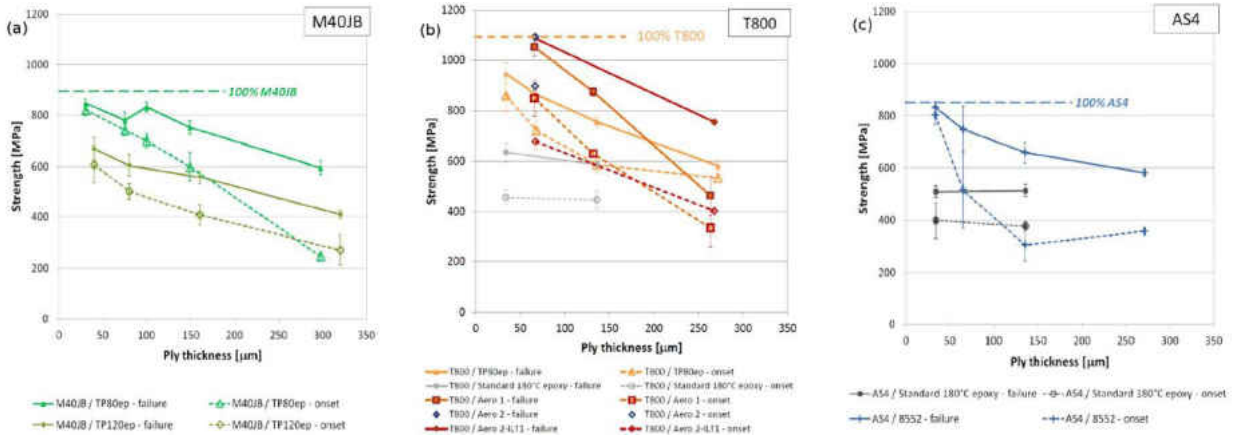 (a)
M40JB
Strength [MPa]
1200
1000
800
600
400
200
0
100% M40JB
0 50 100 150 200 250 300 350
Ply thickness [µm]
M40JB / TP80ep - failure
M40JB / TP80ep - onset
M40JB / TP120ep - failure
M40JB / TP120ep - onset
(b)
T800
Strength [MPa]
1200
1000
800
600
400
200
0
100% T800
0 50 100 150 200 250 300 350
Ply thickness [µm]
T800 / TP80ep - failure
T800 / TP80ep - onset
T800 / Standard 180°C epoxy - failure
T800 / Standard 180°C epoxy - onset
T800 / Aero 1 - failure
T800 / Aero 1 - onset
T800 / Aero 2 - failure
T800 / Aero 2 - onset
T800 / Aero 2-ILT1 - failure
T800 / Aero 2-ILT1 - onset
(c)
AS4
Strength [MPa]
1200
1000
800
600
400
200
0
100% AS4
0 50 100 150 200 250 300 350
Ply thickness [µm]
AS4 / Standard 180°C epoxy - failure
AS4 / Standard 180°C epoxy - onset
AS4 / 8552 - failure
AS4 / 8552 - onset